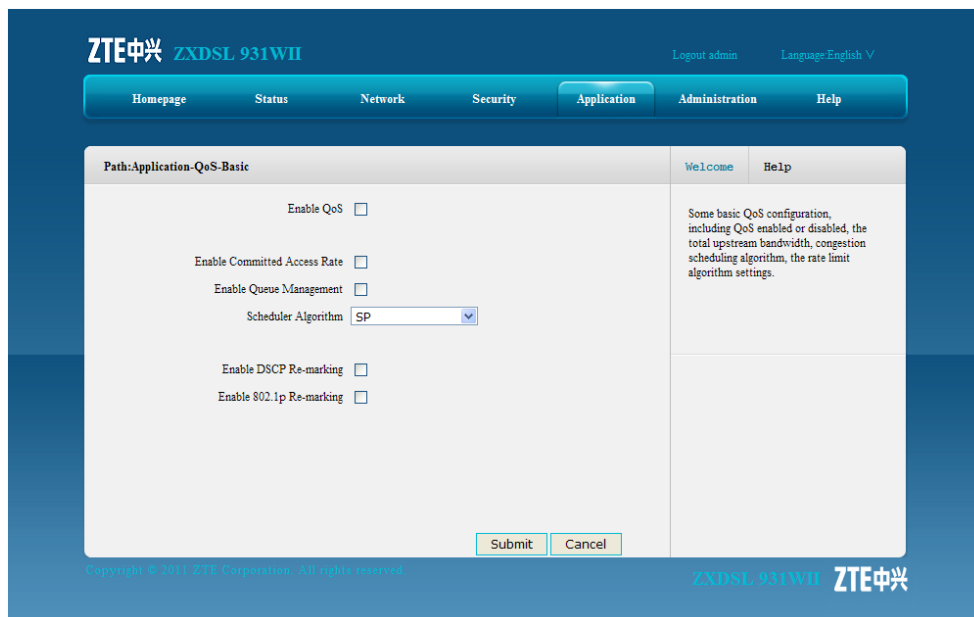 ZTE中兴 ZXDSL 931WII
Logout admin Language:English V
Homepage Status Network Security Application Administration Help
Path:Application-QoS-Basic
Welcome Help
Enable QoS
Enable Committed Access Rate
Enable Queue Management
Scheduler Algorithm SP
Enable DSCP Re-marking
Enable 802.1p Re-marking
Submit Cancel
Some basic QoS configuration,
including QoS enabled or disabled, the
total upstream bandwidth, congestion
scheduling algorithm, the rate limit
algorithm settings.
Copyright © 2011 ZTE Corporation. All rights reserved.
ZXDSL 931WII ZTE中兴